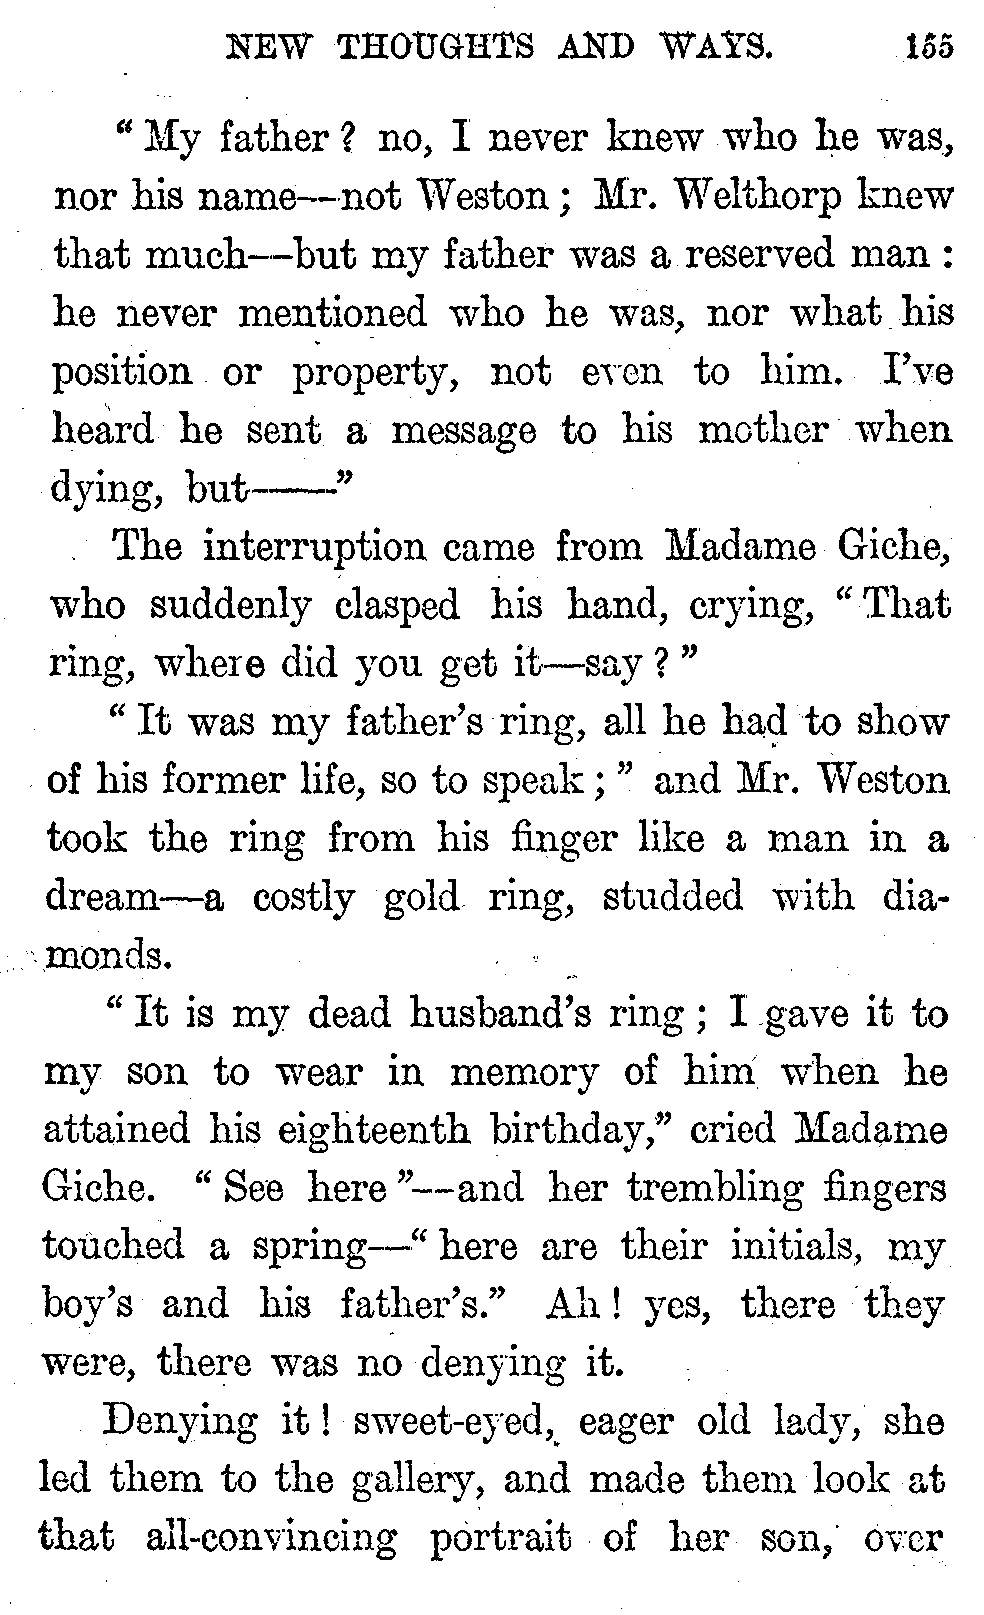 NEW THOUGHTS AND WAYS. 155
“ My father ? no, I never knew who he was,
nor his name—not Weston ; Mr. Welthorp knew
that much—but my father was a reserved man :
he never mentioned who he was, nor what his
position or property, not even to him. I’ve
heard he sent a message to his mother when
dying, but——”
The interruption came from Madame Giche,
who suddenly clasped his hand, crying, “ That
ring, where did you get it—say ? ”
“ It was my father’s ring, all he had to show
of his former life, so to speak ; ” and Mr. Weston
took the ring from his finger like a man in a
dream—a costly gold ring, studded with dia-
monds.
“ It is my dead husband’s ring ; I gave it to
my son to wear in memory of him when he
attained his eighteenth birthday,” cried Madame
Giche. “ See here ”—and her trembling fingers
touched a spring—“ here are their initials, my
boy’s and his father’s.” Ah ! yes, there they
were, there was no denying it.
Denying it ! sweet-eyed, eager old lady, she
led them to the gallery, and made them look at
that all-convincing portrait of her son, over